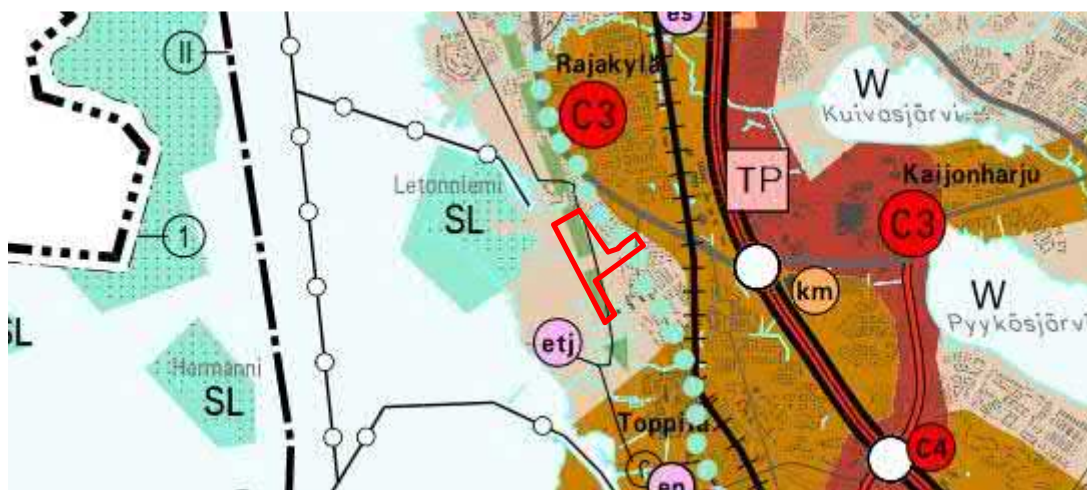 es
II
Rajakylä
W
Kuivasjärvi
C3
TP
Kaijonharju
Letonniemi
SL
C3
1
km
W
Pyykösjärvi
SL
etj
Hermanni
SL
Toppila
C4
C
en